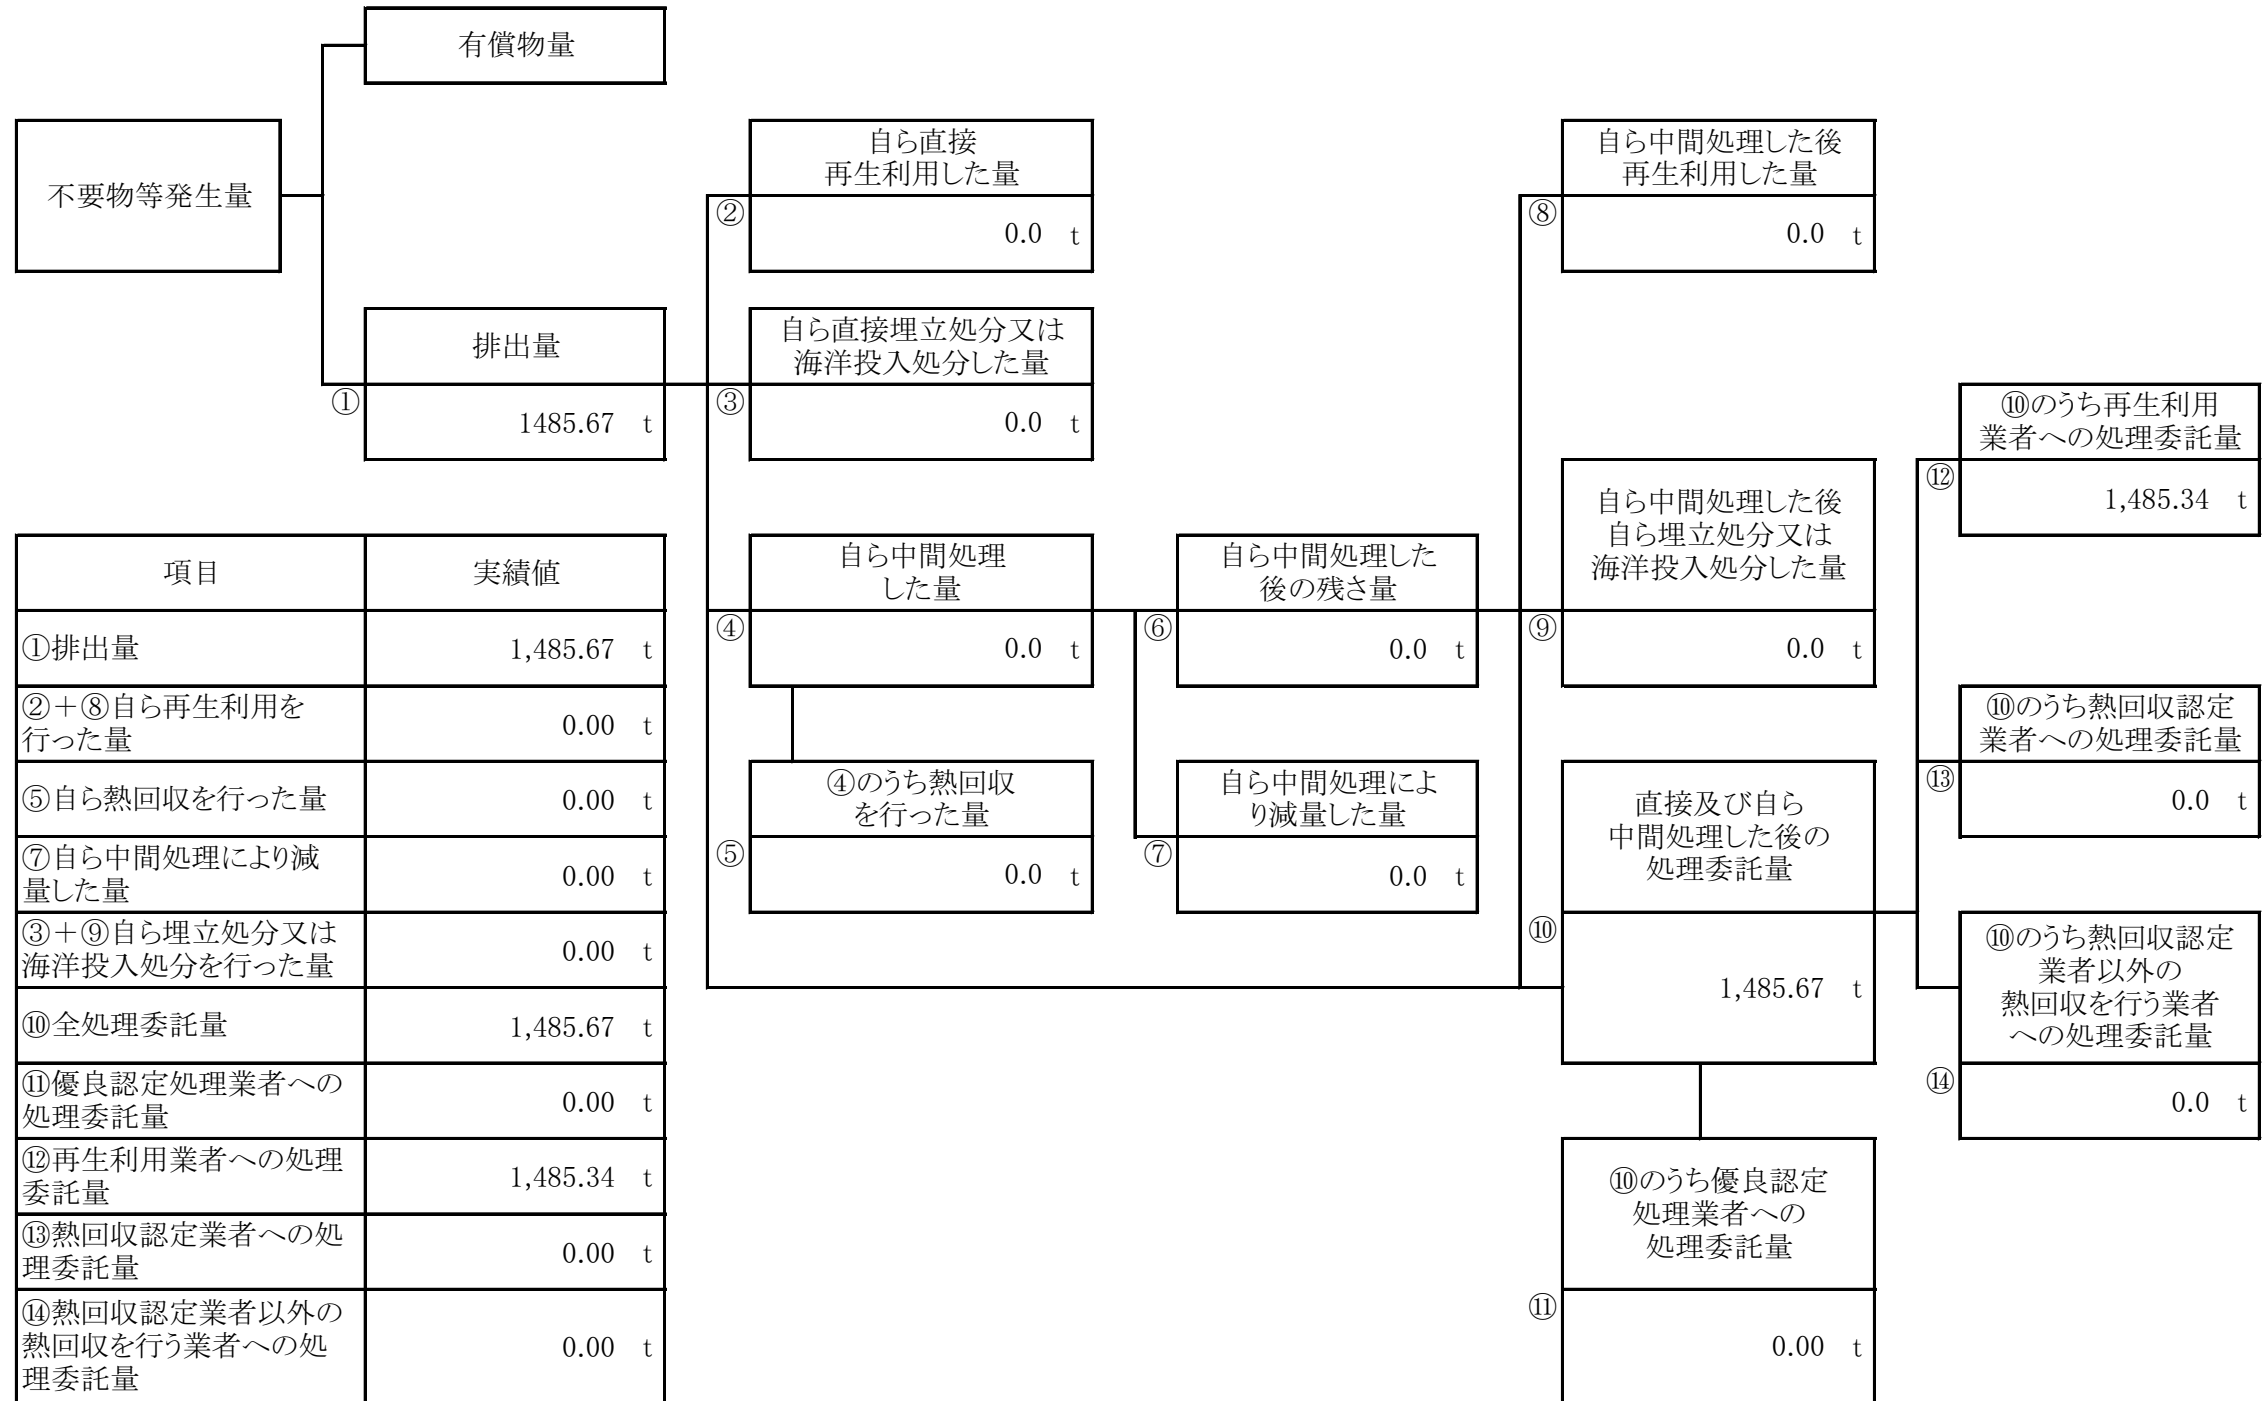 有償物量
不要物等発生量
自ら直接
再生利用した量
②
0.0 t
自ら中間処理した後
再生利用した量
⑧
0.0 t
排出量
①
1485.67 t
自ら直接埋立処分又は
海洋投入処分した量
③
0.0 t
⑩のうち再生利用
業者への処理委託量
⑫
1,485.34 t
自ら中間処理
した量
④
0.0 t
自ら中間処理した
後の残さ量
⑥
0.0 t
自ら中間処理した後
自ら埋立処分又は
海洋投入処分した量
⑨
0.0 t
⑩のうち熱回収認定
業者への処理委託量
⑬
0.0 t
④のうち熱回収
を行った量
⑤
0.0 t
自ら中間処理によ
り減量した量
⑦
0.0 t
直接及び自ら
中間処理した後の
処理委託量
⑩
1,485.67 t
⑩のうち熱回収認定
業者以外の
熱回収を行う業者
への処理委託量
⑭
0.0 t
⑩のうち優良認定
処理業者への
処理委託量
⑪
0.00 t
項目 実績値
①排出量 1,485.67 t
②＋⑧自ら再生利用を
行った量 0.00 t
⑤自ら熱回収を行った量 0.00 t
⑦自ら中間処理により減
量した量 0.00 t
③＋⑨自ら埋立処分又は
海洋投入処分を行った量 0.00 t
⑩全処理委託量 1,485.67 t
⑪優良認定処理業者への
処理委託量 0.00 t
⑫再生利用業者への処理
委託量 1,485.34 t
⑬熱回収認定業者への処
理委託量 0.00 t
⑭熱回収認定業者以外の
熱回収を行う業者への処
理委託量 0.00 t